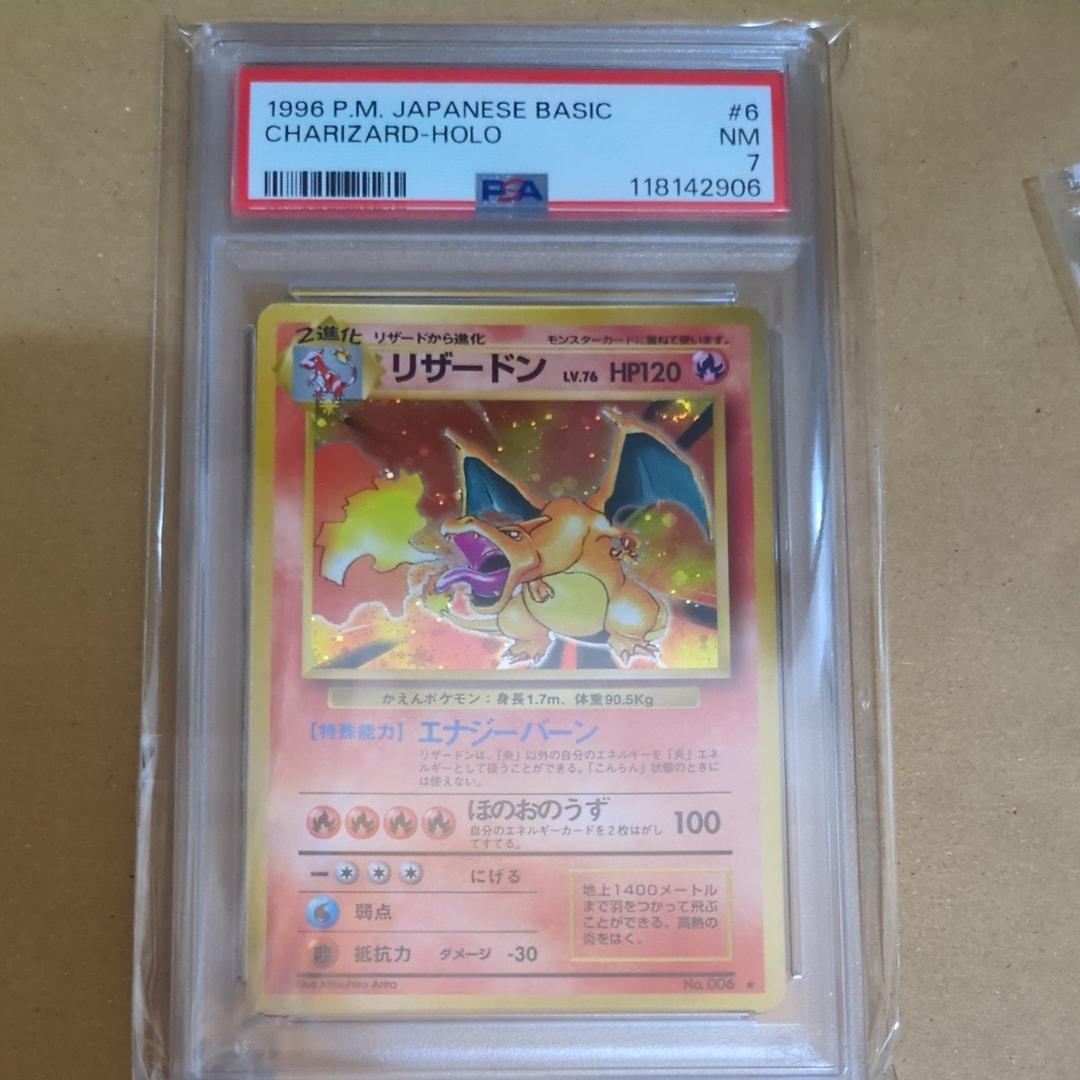 1996 P.M. JAPANESE BASIC #6
CHARIZARD-HOLO NM
7
PSA 118142906
2進化 リザードから進化 モンスターカードに重ねて使います。
リザードン LV.76 HP120
かえんポケモン：身長1.7m、体重90.5Kg
[特殊能力] エナジーバーン
リザードンは、「炎」以外の自分のエネルギーを「炎」エネ
ルギーとして扱うことができる。「こんらん」状態のときに
は使えない。
ほのおのうず 100
自分のエネルギーカードを2枚はがし
てすてる。
にげる
弱点
抵抗力 ダメージ -30
地上1400メートル
まで羽をつかって飛ぶ
ことができる。高熱の
炎をはく。
Illus. Mitsuhiro Arita No. 006 ★